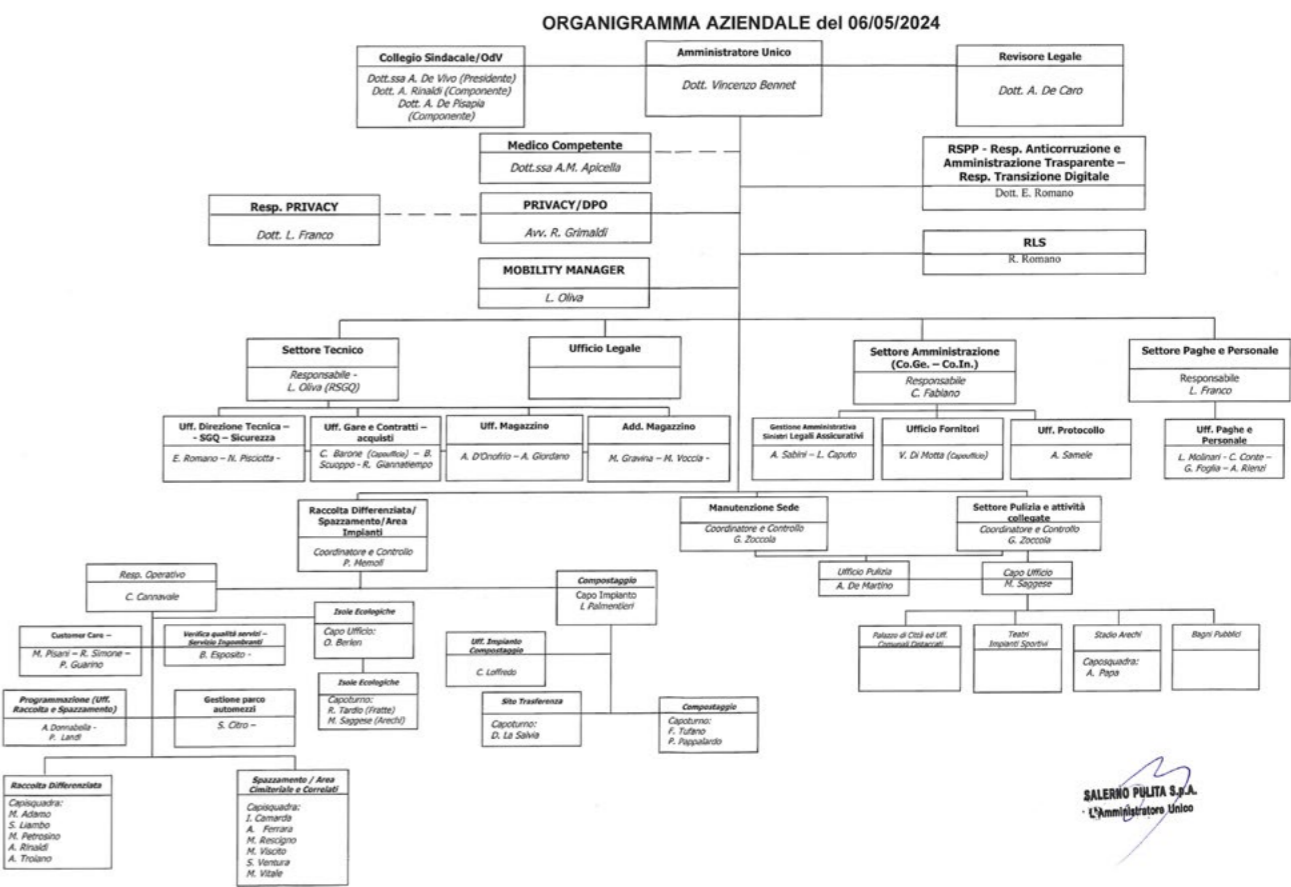 ORGANIGRAMMA AZIENDALE del 06/05/2024
Collegio Sindacale/OdV
Dott.ssa A. De Vivo (Presidente)
Dott. A. Rinaldi (Componente)
Dott. A. De Pisapia
(Componente)
Amministratore Unico
Dott. Vincenzo Bennet
Revisore Legale
Dott. A. De Caro
Medico Competente
Dott.ssa A.M. Apicella
RSPP - Resp. Anticorruzione e
Amministrazione Trasparente –
Resp. Transizione Digitale
Dott. E. Romano
Resp. PRIVACY
Dott. L. Franco
PRIVACY/DPO
Avv. R. Grimaldi
RLS
R. Romano
MOBILITY MANAGER
L. Oliva
Settore Tecnico
Responsabile -
L. Oliva (RSGQ)
Ufficio Legale
Settore Amministrazione
(Co.Ge. – Co.In.)
Responsabile
C. Fabiano
Settore Paghe e Personale
Responsabile
L. Franco
Uff. Direzione Tecnica –
- SGQ – Sicurezza
E. Romano – N. Pisciotta -
Uff. Gare e Contratti –
acquisti
C. Barone (Capoufficio) – B.
Scuoppo - R. Giannatiempo
Uff. Magazzino
A. D'Onofrio – A. Giordano
Add. Magazzino
M. Gravina – M. Voccia -
Gestione Amministrativa
Sinistri Legali Assicurativi
A. Sabini – L. Caputo
Ufficio Fornitori
V. Di Motta (Capoufficio)
Uff. Protocollo
A. Samele
Uff. Paghe e
Personale
L. Molinari - C. Conte –
G. Foglia – A. Rienzi
Raccolta Differenziata/
Spazzamento/Area
Impianti
Coordinatore e Controllo
P. Memoli
Manutenzione Sede
Coordinatore e Controllo
G. Zoccola
Settore Pulizia e attività
collegate
Coordinatore e Controllo
G. Zoccola
Resp. Operativo
C. Cannavale
Compostaggio
Capo Impianto
I. Palmentieri
Ufficio Pulizia
A. De Martino
Capo Ufficio
M. Saggese
Customer Care –
M. Pisani – R. Simone –
P. Guarino
Verifica qualità servizi –
Servizio Ingombranti
B. Esposito -
Isole Ecologiche
Capo Ufficio:
O. Berlen
Uff. Impianto
Compostaggio
C. Loffredo
Palazzo di Città ed Uff.
Comunali Distaccati
Teatri
Impianti Sportivi
Stadio Arechi
Caposquadra:
A. Papa
Bagni Pubblici
Programmazione (Uff.
Raccolta e Spazzamento)
A.Donnabella -
P. Landi
Gestione parco
automezzi
S. Citro –
Isole Ecologiche
Capoturno:
R. Tardio (Fratte)
M. Saggese (Arechi)
Sito Trasferenza
Capoturno:
D. La Salvia
Compostaggio
Capoturno:
F. Tufano
P. Pappalardo
Raccolta Differenziata
Capisquadra:
M. Adamo
S. Liambo
M. Petrosino
A. Rinaldi
A. Troiano
Spazzamento / Area
Cimiteriale e Correlati
Capisquadra:
I. Camarda
A. Ferrara
M. Rescigno
M. Viscito
S. Ventura
M. Vitale
SALERNO PULITA S.p.A.
L'Amministratore Unico